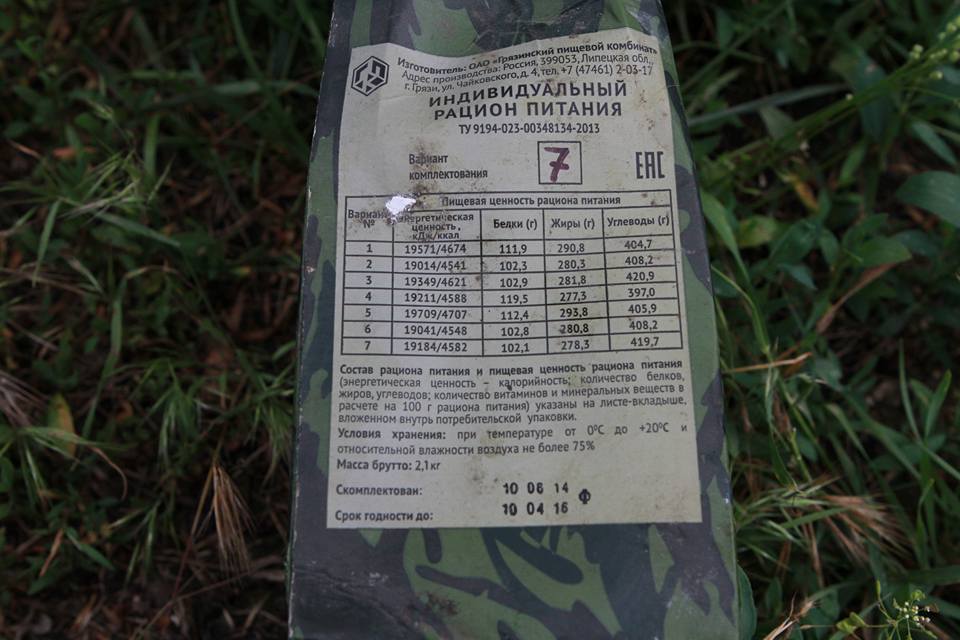 Изготовитель: ОАО «Грязинский пищевой комбинат»
Адрес производства: Россия, 399053, Липецкая обл.,
г. Грязи, ул. Чайковского, д. 4, тел. +7 (47461) 2-03-17
ИНДИВИДУАЛЬНЫЙ
РАЦИОН ПИТАНИЯ
ТУ 9194-023-00348134-2013
Вариант
комплектования
7
ЕАС
Пищевая ценность рациона питания
Вариант №
энергетическая ценность, кДж/ккал
Белки (г)
Жиры (г)
Углеводы (г)
1 19571/4674 111,9 290,8 404,7
2 19014/4541 102,3 280,3 408,2
3 19349/4621 102,9 281,8 420,9
4 19211/4588 119,5 277,3 397,0
5 19709/4707 112,4 293,8 405,9
6 19041/4548 102,8 280,8 408,2
7 19184/4582 102,1 278,3 419,7
Состав рациона питания и пищевая ценность рациона питания
(энергетическая ценность – калорийность; количество белков,
жиров, углеводов; количество витаминов и минеральных веществ в
расчете на 100 г рациона питания) указаны на листе-вкладыше,
вложенном внутрь потребительской упаковки.
Условия хранения: при температуре от 0⁰С до +20⁰С и
относительной влажности воздуха не более 75%
Масса брутто: 2,1 кг
Скомплектован: 10 06 14 Ф
Срок годности до: 10 04 16